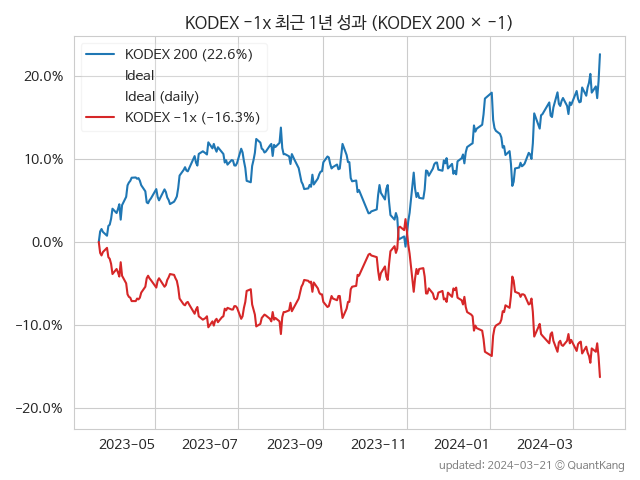 KODEX -1x 최근 1년 성과 (KODEX 200 × -1)
KODEX 200 (22.6%)
Ideal
Ideal (daily)
KODEX -1x (-16.3%)
20.0%
10.0%
0.0%
-10.0%
-20.0%
2023-05 2023-07 2023-09 2023-11 2024-01 2024-03
updated: 2024-03-21 © QuantKang